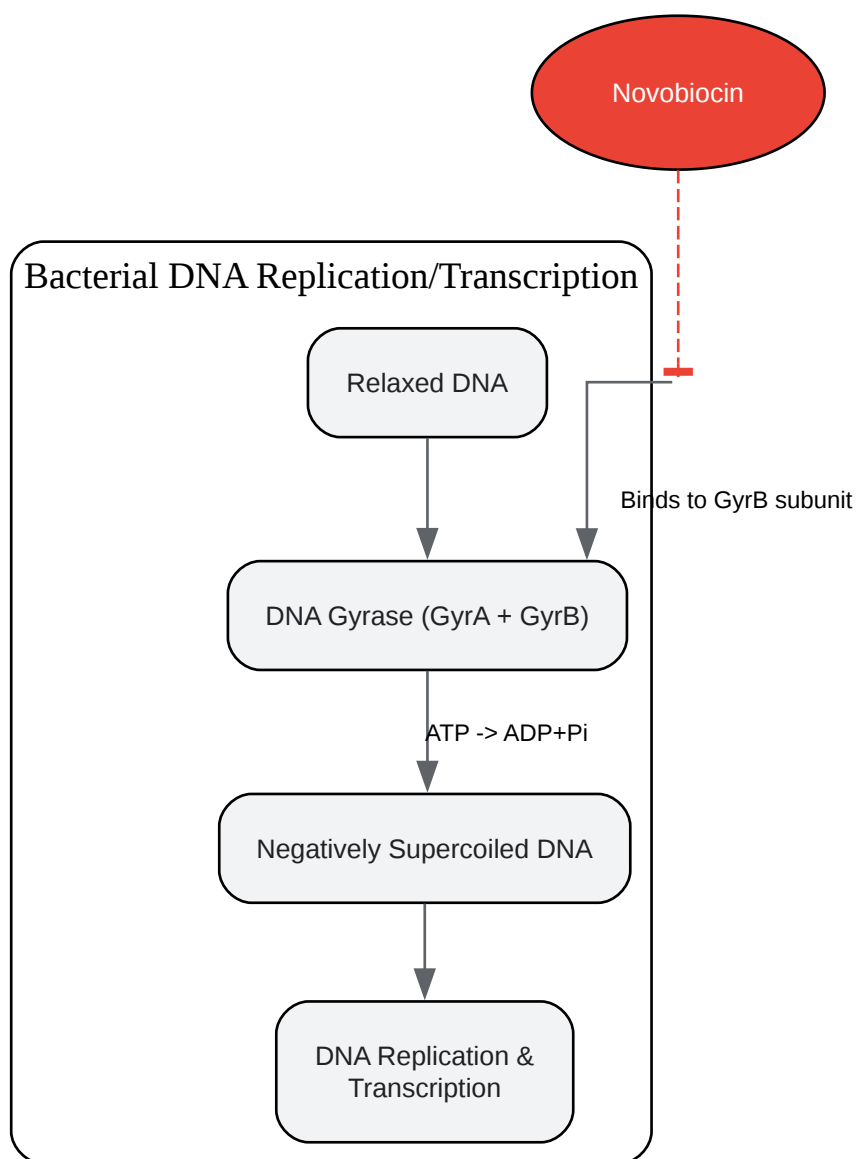 Novobiocin
Bacterial DNA Replication/Transcription
Relaxed DNA
Binds to GyrB subunit
DNA Gyrase (GyrA + GyrB)
ATP -> ADP+Pi
Negatively Supercoiled DNA
DNA Replication &
Transcription